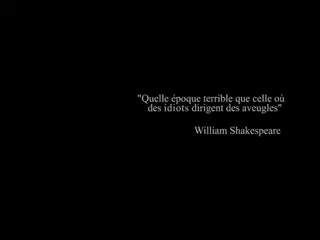 "Quelle époque terrible que celle où
des idiots dirigent des aveugles"
William Shakespeare